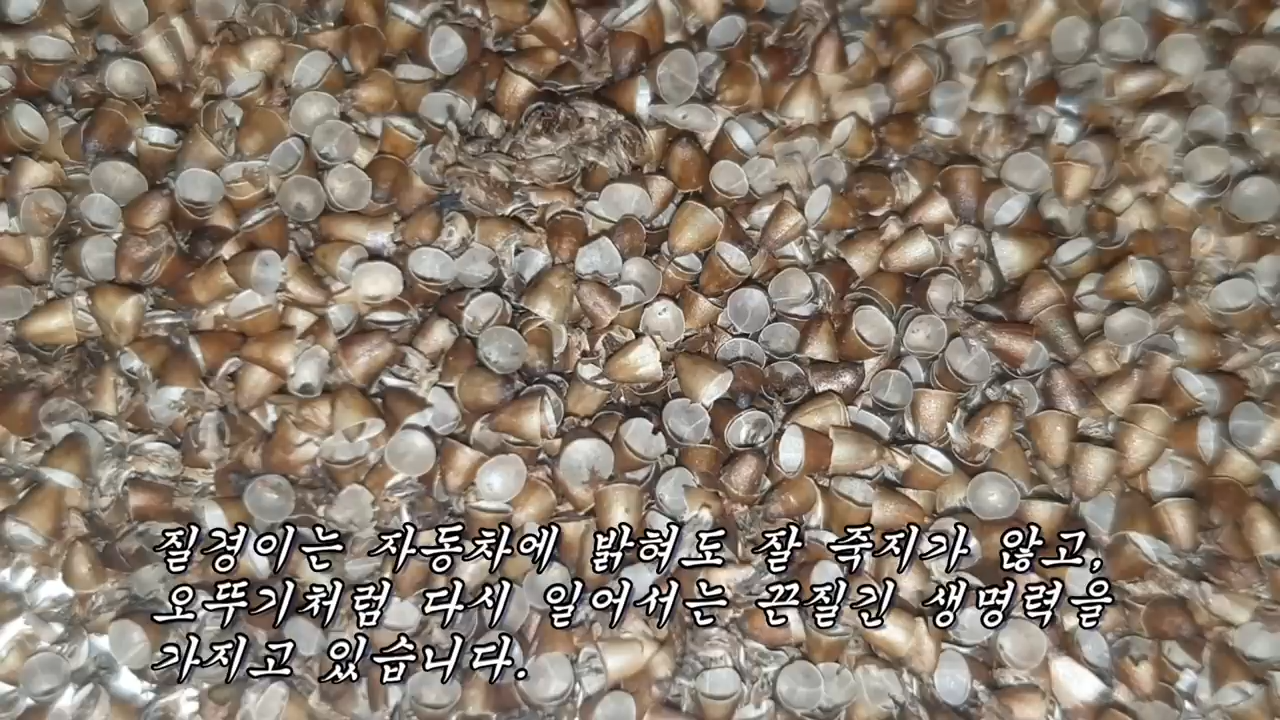 질경이는 자동차에 밝혀도 잘 죽지가 않고,
오뚜기처럼 다시 일어서는 끈질긴 생명력을
가지고 있습니다.